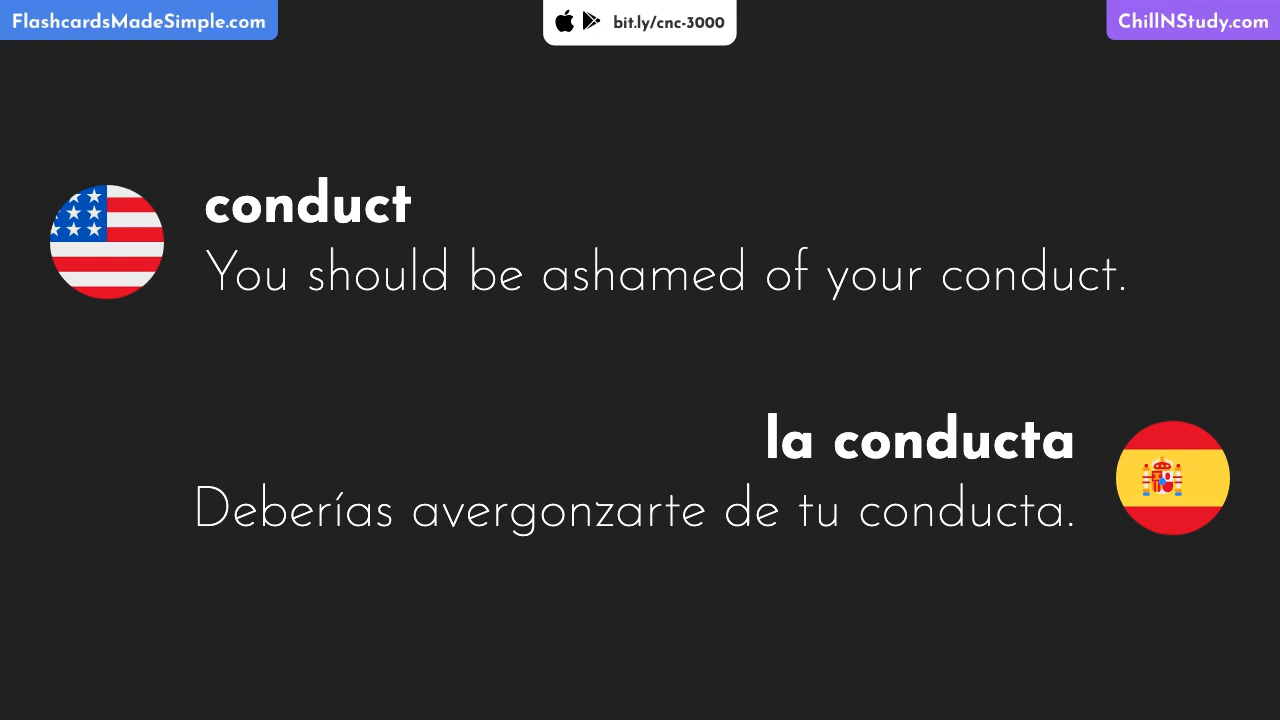 FlashcardsMadeSimple.com
bit.ly/cnc-3000
ChillNStudy.com
conduct
You should be ashamed of your conduct.
la conducta
Deberías avergonzarte de tu conducta.